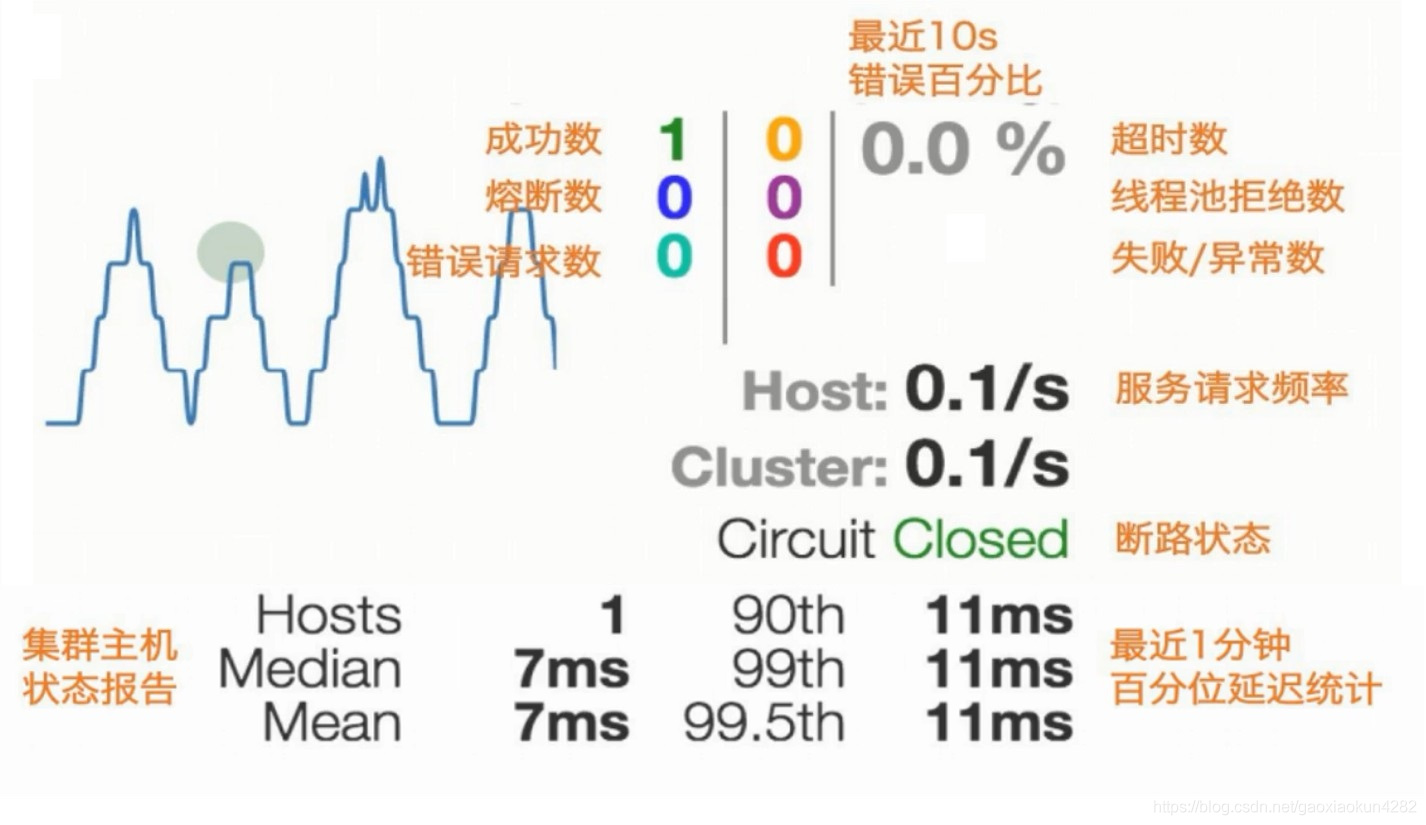 最近10s
错误百分比
成功数 1 0 0.0 % 超时数
熔断数 0 0 线程池拒绝数
错误请求数 0 0 失败/异常数
Host: 0.1/s 服务请求频率
Cluster: 0.1/s
Circuit Closed 断路状态
Hosts 1 90th 11ms
集群主机 最近1分钟
Median 7ms 99th 11ms
状态报告 百分位延迟统计
Mean 7ms 99.5th 11ms
https://blog.csdn.net/gaoxiaokun4282